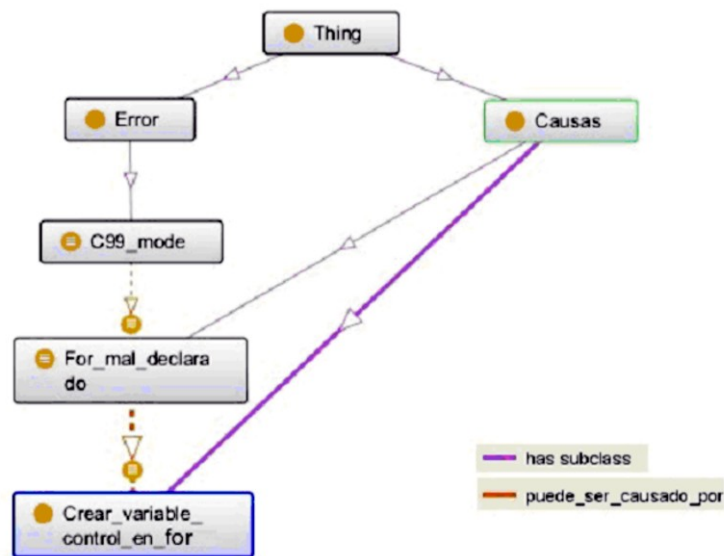 Thing
Error
Causas
C99_mode
For_mal_declara
do
has subclass
puede_ser_causado_por
Crear_variable_
control_en_for